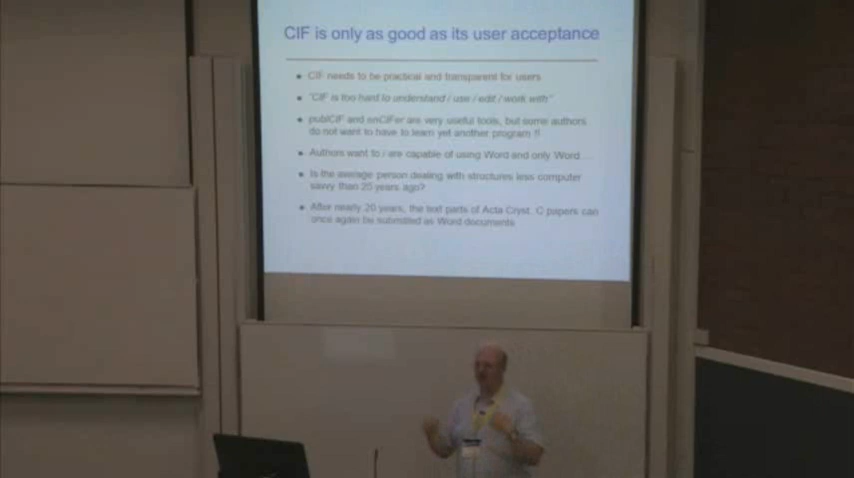 CIF is only as good as its user acceptance
• CIF needs to be practical and transparent for users
• "CIF is too hard to understand / use / edit / work with"
• publCIF and enCIFer are very useful tools, but some authors
do not want to have to learn yet another program !!
• Authors want to / are capable of using Word and only Word...
• Is the average person dealing with structures less computer
savvy than 25 years ago?
• After nearly 20 years, the text parts of Acta Cryst. C papers can
once again be submitted as Word documents